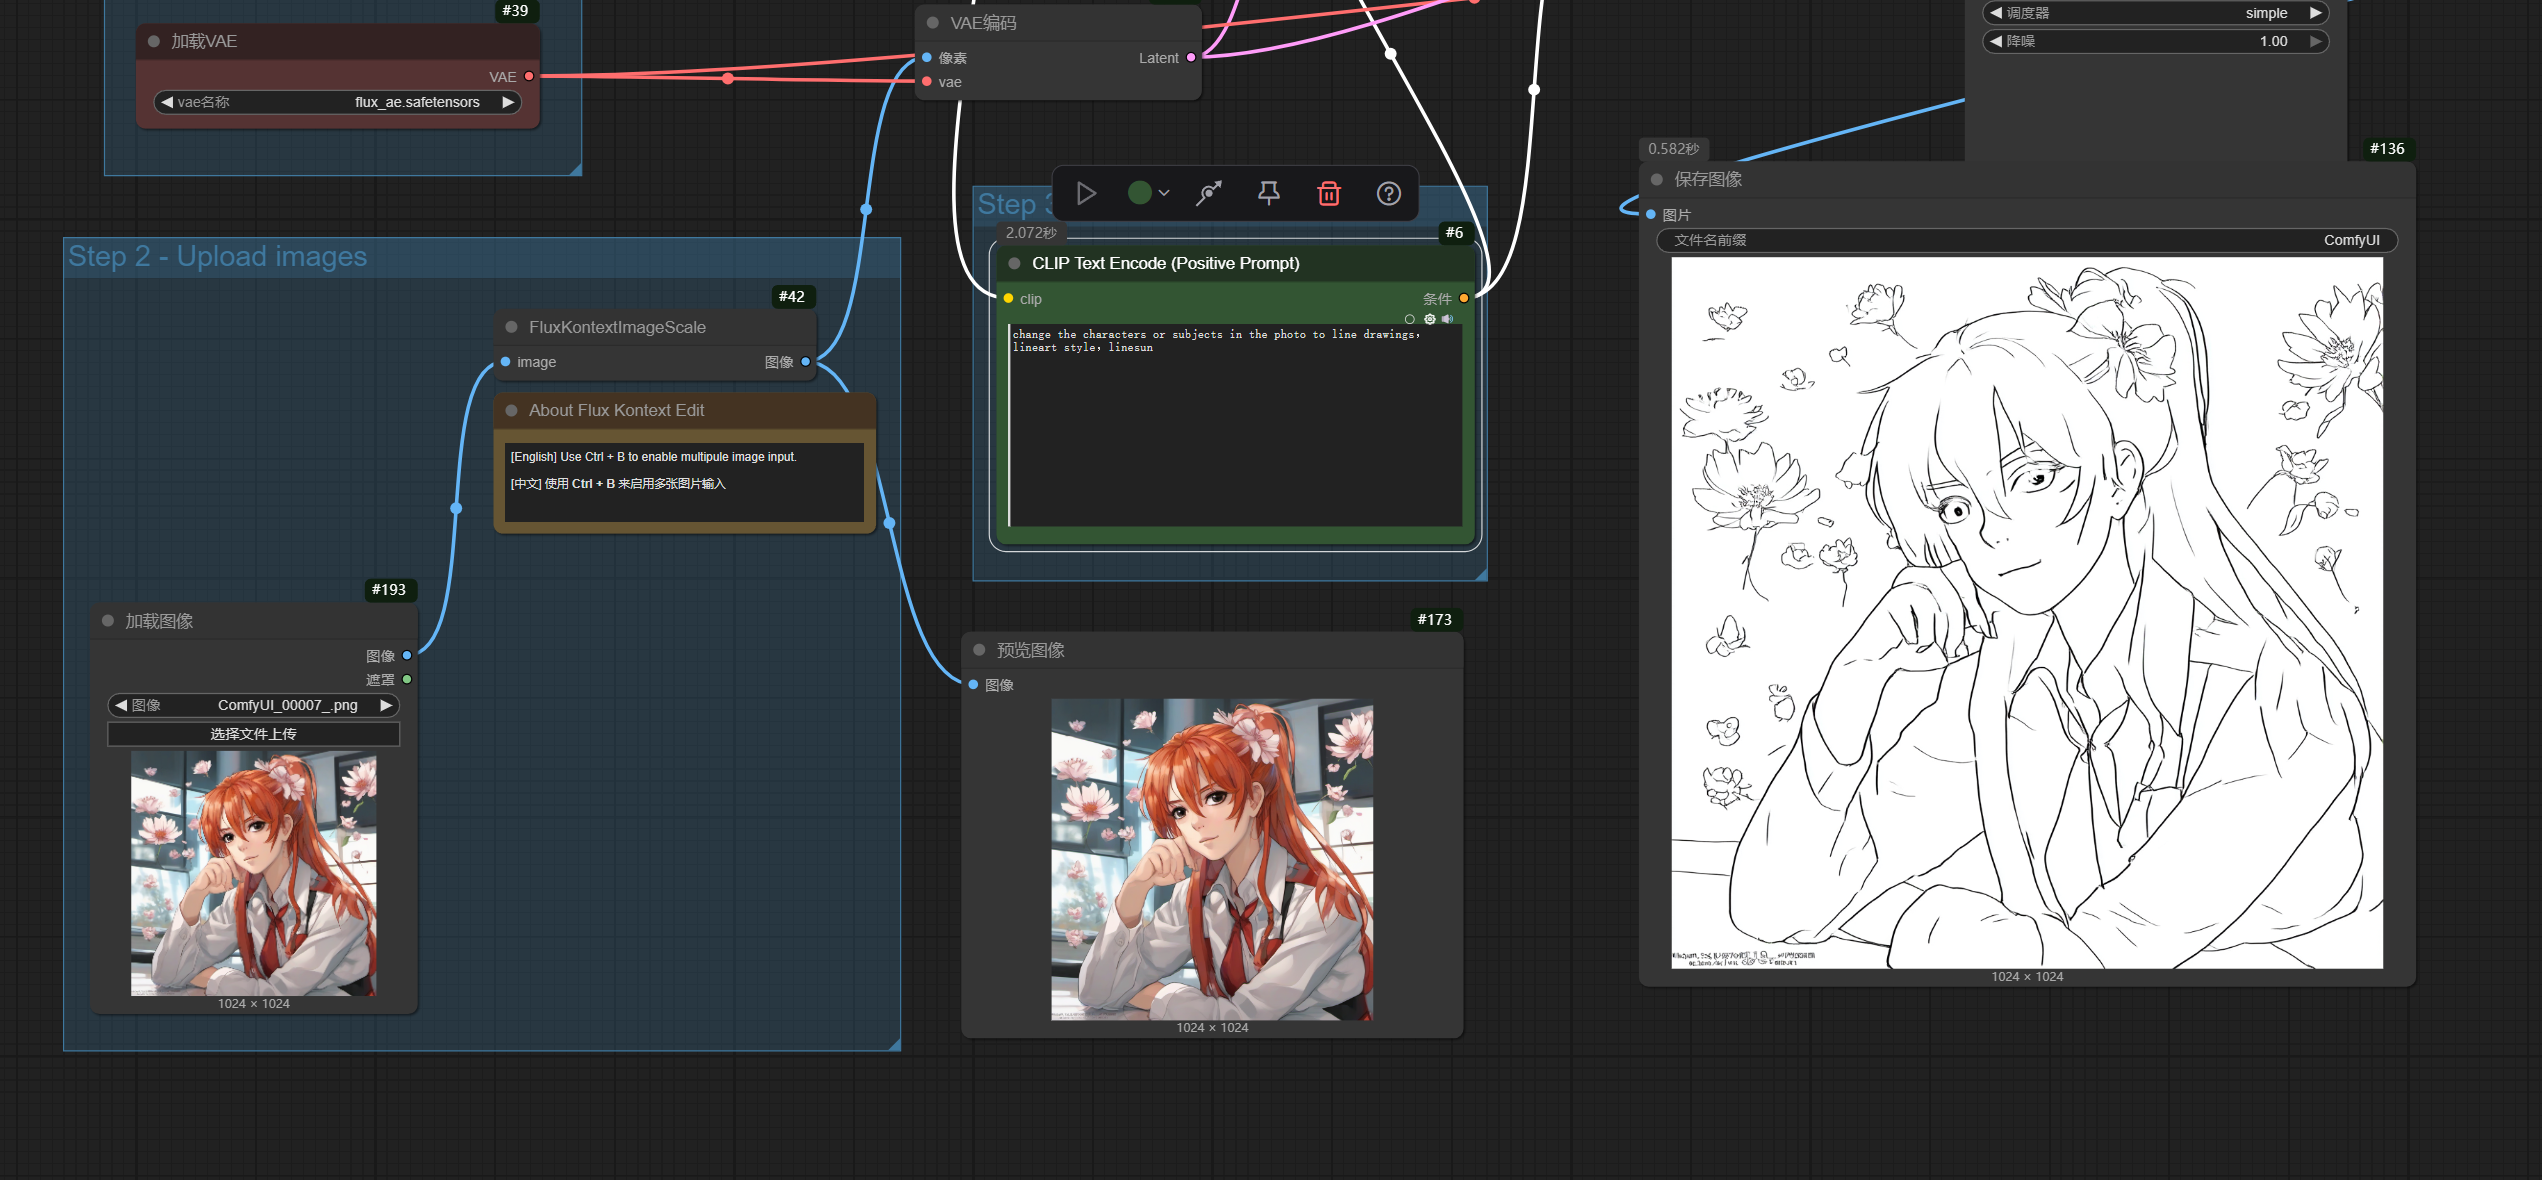 #39
加载VAE
VAE
vae名称 flux_ae.safetensors
VAE编码
像素 Latent
vae
调度器 simple
降噪 1.00
Step 2 - Upload images
#42
FluxKontextImageScale
image 图像
About Flux Kontext Edit
[English] Use Ctrl + B to enable multipule image input.
[中文] 使用 Ctrl + B 来启用多张图片输入
#193
加载图像
图像
遮罩
图像 ComfyUI_00007_.png
选择文件上传
1024 × 1024
Step 3
2.072秒 #6
CLIP Text Encode (Positive Prompt)
clip 条件
change the characters or subjects in the photo to line drawings,
lineart style, linesun
#173
预览图像
图像
1024 × 1024
0.582秒 #136
保存图像
图片
文件名前缀 ComfyUI
1024 × 1024